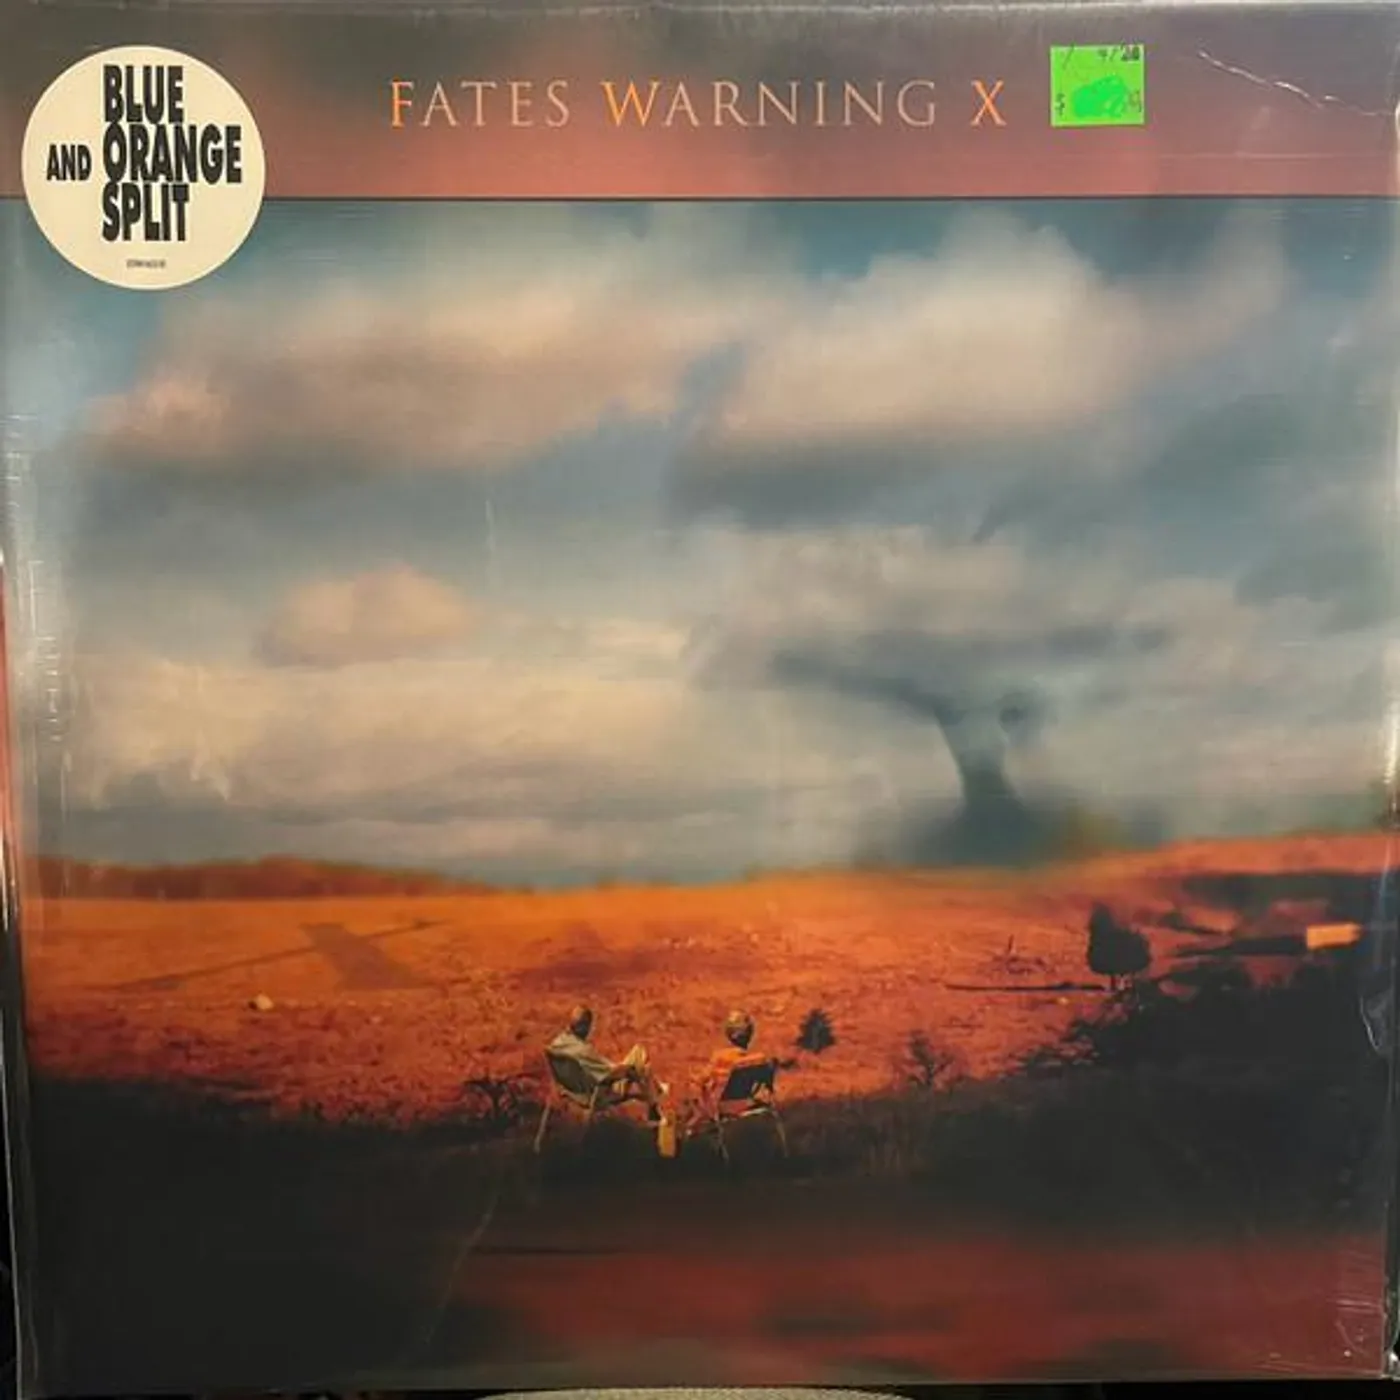 FATES WARNING X
BLUE
AND ORANGE
SPLIT